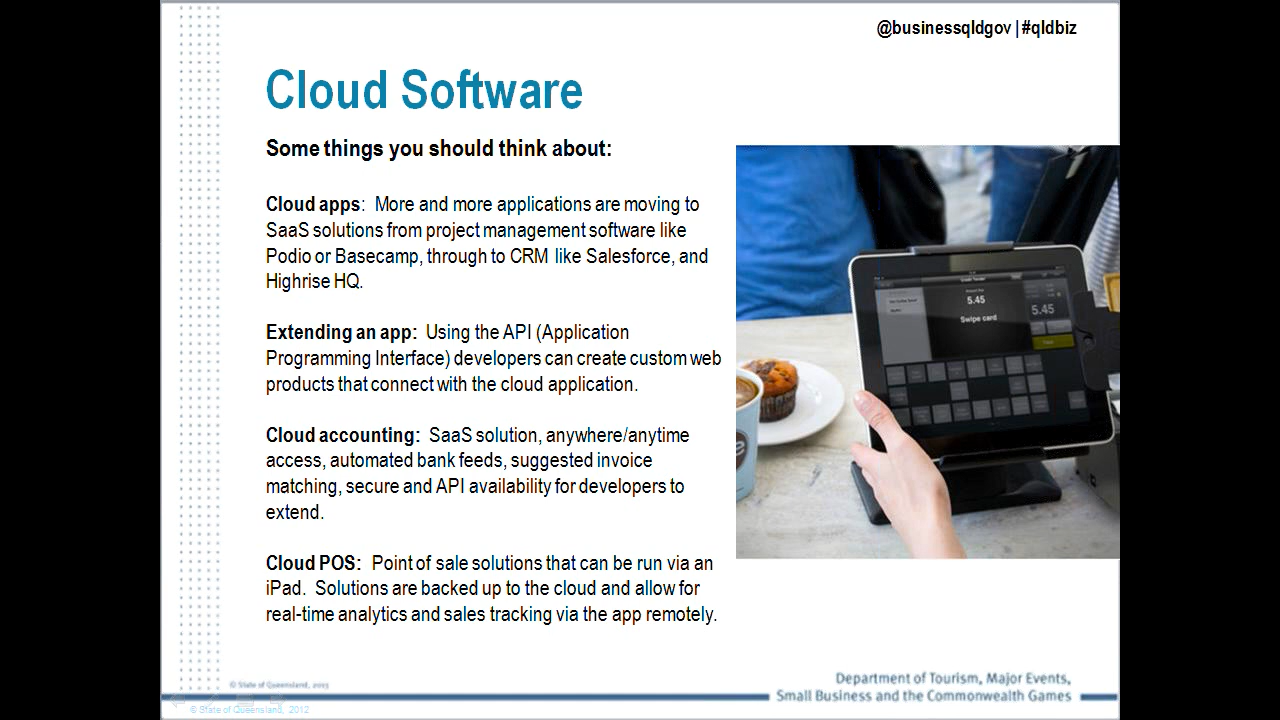 @businessqldgov | #qldbiz
Cloud Software
Some things you should think about:
Cloud apps:  More and more applications are moving to
SaaS solutions from project management software like
Podio or Basecamp, through to CRM like Salesforce, and
Highrise HQ.
Extending an app:  Using the API (Application
Programming Interface) developers can create custom web
products that connect with the cloud application.
Cloud accounting:  SaaS solution, anywhere/anytime
access, automated bank feeds, suggested invoice
matching, secure and API availability for developers to
extend.
Cloud POS:  Point of sale solutions that can be run via an
iPad.  Solutions are backed up to the cloud and allow for
real-time analytics and sales tracking via the app remotely.
5.45
5.45
Swipe card
© State of Queensland, 2013
Department of Tourism, Major Events,
Small Business and the Commonwealth Games
© State of Queensland, 2012